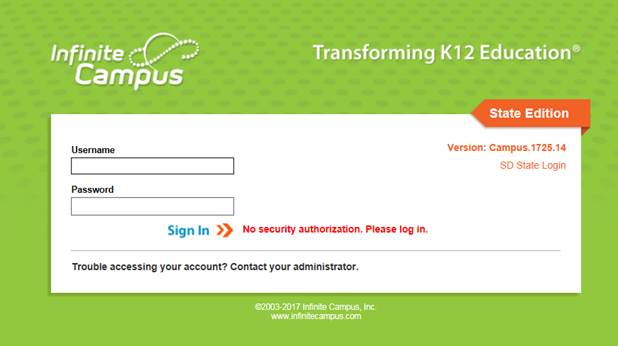 Infinite
Campus
Transforming K12 Education®
State Edition
Username
Version: Campus.1725.14
SD State Login
Password
Sign In
No security authorization. Please log in.
Trouble accessing your account? Contact your administrator.
©2003-2017 Infinite Campus, Inc.
www.infinitecampus.com